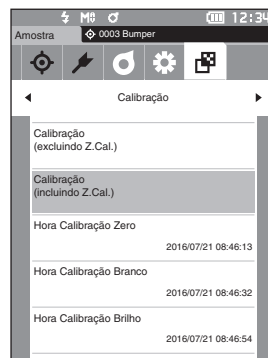 12:34
Amostra
0003 Bumper
Calibração
Calibração
(excluindo Z.Cal.)
Calibração
(incluindo Z.Cal.)
Hora Calibração Zero
2016/07/21 08:46:13
Hora Calibração Branco
2016/07/21 08:46:32
Hora Calibração Brilho
2016/07/21 08:46:54